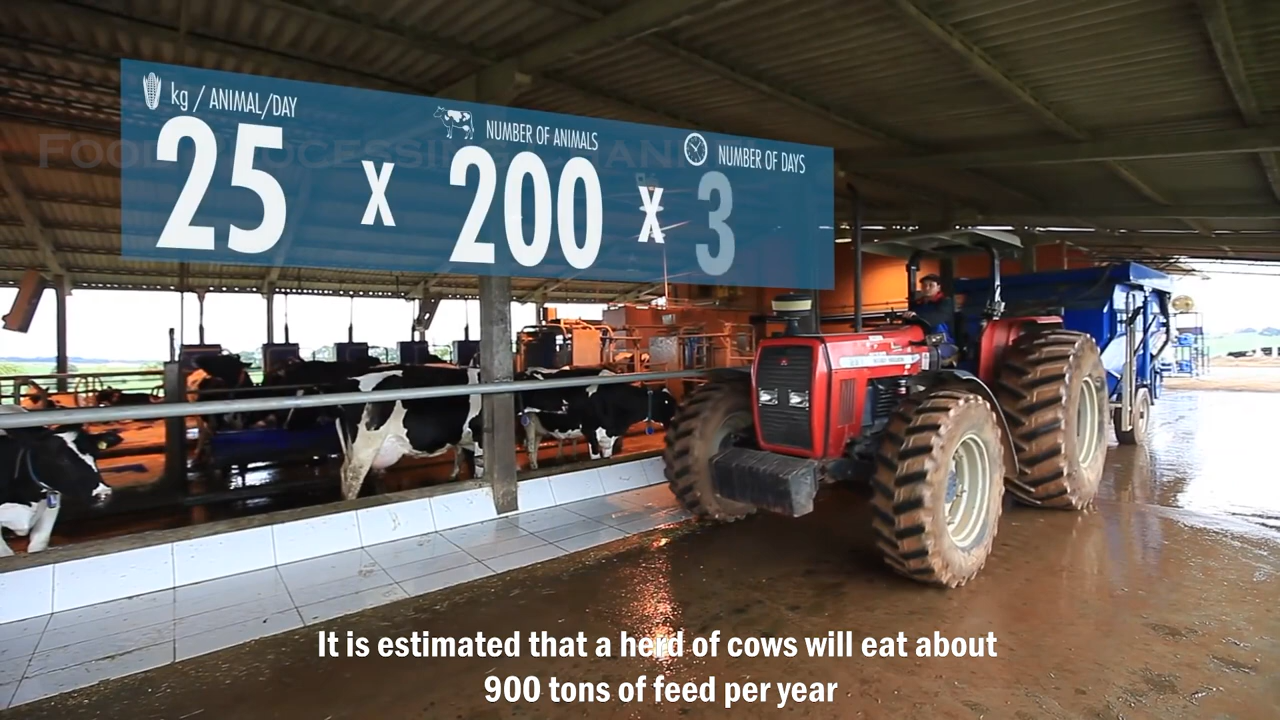 kg / ANIMAL/DAY
25
x
NUMBER OF ANIMALS
200
x
NUMBER OF DAYS
3
It is estimated that a herd of cows will eat about
900 tons of feed per year